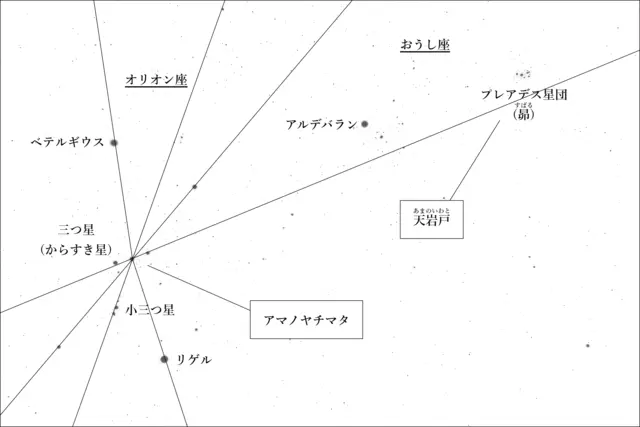 おうし座
オリオン座
プレアデス星団
すばる
(昴)
アルデバラン
ベテルギウス
あまのいわと
天岩戸
三つ星
(からすき星)
小三つ星
アマノヤチマタ
リゲル